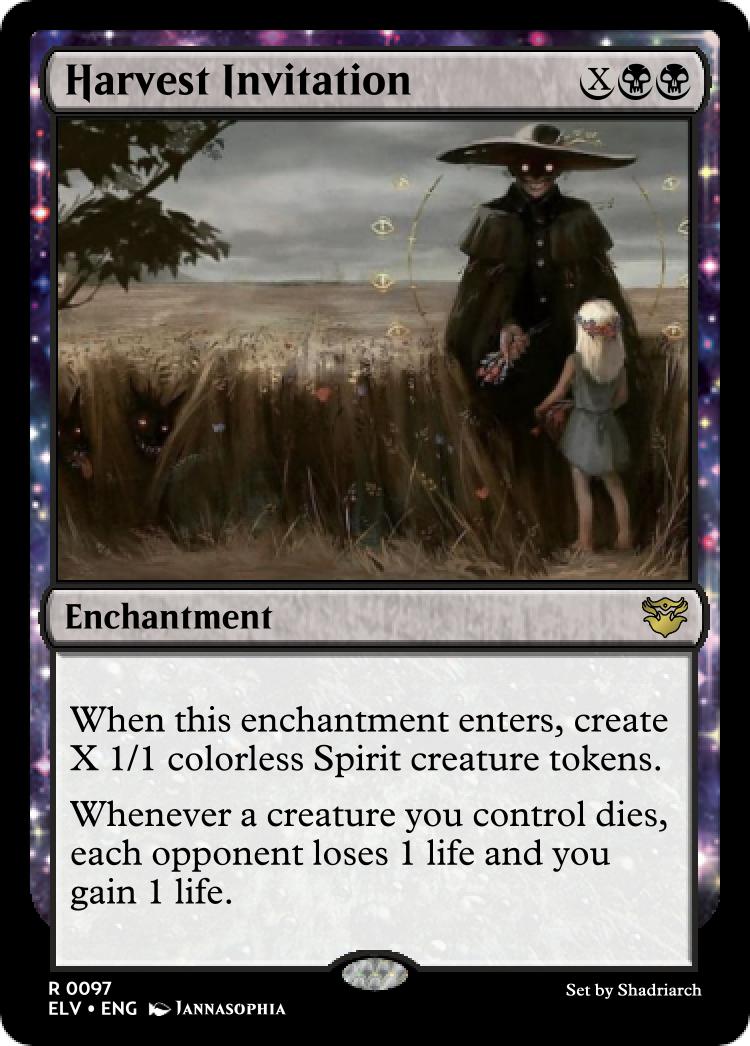 Harvest Invitation X
Enchantment
When this enchantment enters, create
X 1/1 colorless Spirit creature tokens.
Whenever a creature you control dies,
each opponent loses 1 life and you
gain 1 life.
R 0097
ELV • ENG JANNASOPHIA
Set by Shadriarch